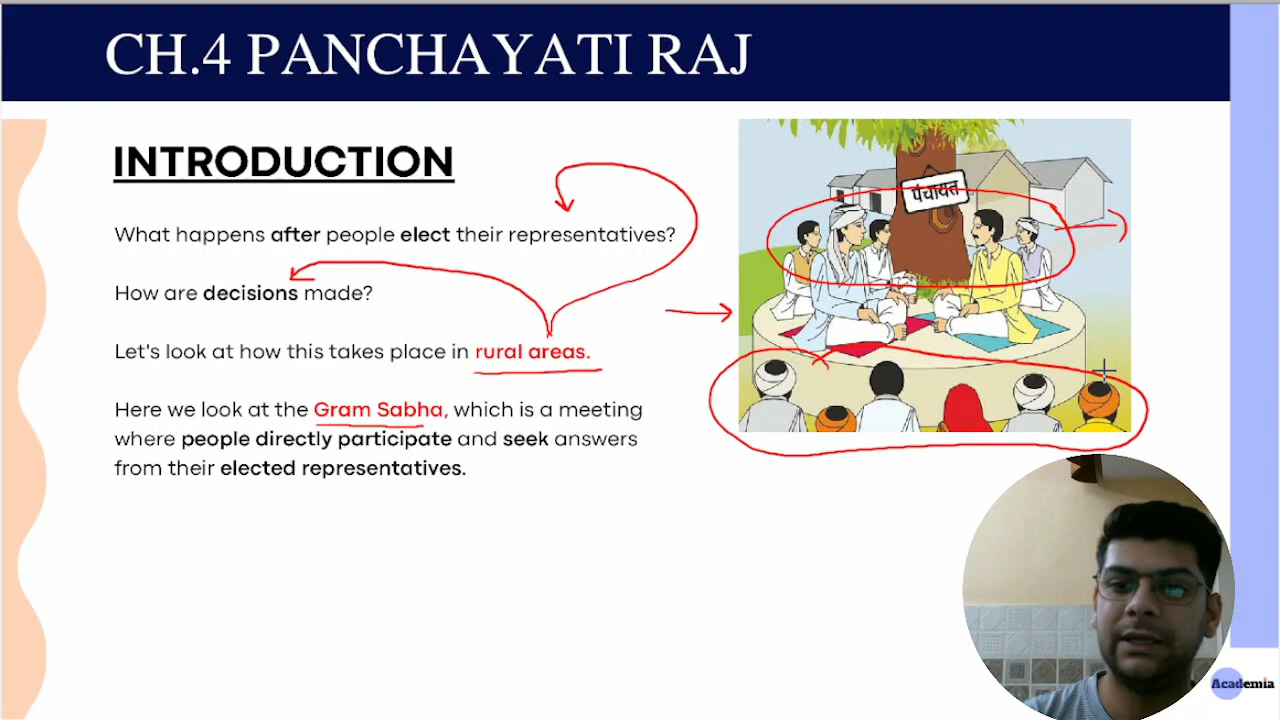 CH.4 PANCHAYATI RAJ
INTRODUCTION
What happens after people elect their representatives?
How are decisions made?
Let's look at how this takes place in rural areas.
Here we look at the Gram Sabha, which is a meeting
where people directly participate and seek answers
from their elected representatives.
पंचायत
Academia